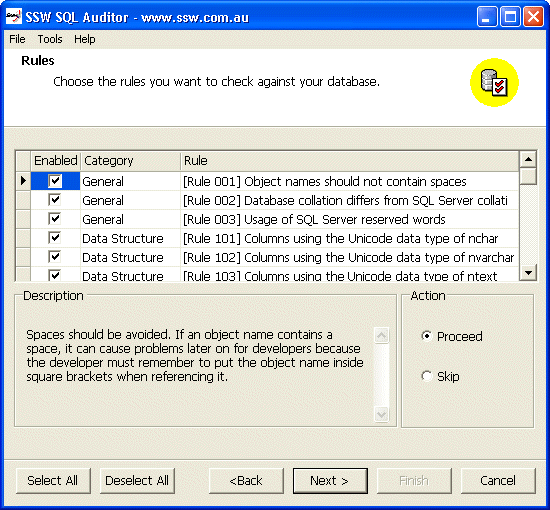 SSW SQL Auditor - www.ssw.com.au
File Tools Help
Rules
Choose the rules you want to check against your database.
Enabled Category Rule
General [Rule 001] Object names should not contain spaces
General [Rule 002] Database collation differs from SQL Server collati
General [Rule 003] Usage of SQL Server reserved words
Data Structure [Rule 101] Columns using the Unicode data type of nchar
Data Structure [Rule 102] Columns using the Unicode data type of nvarchar
Data Structure [Rule 103] Columns using the Unicode data type of ntext
Description
Spaces should be avoided. If an object name contains a
space, it can cause problems later on for developers because
the developer must remember to put the object name inside
square brackets when referencing it.
Action
Proceed
Skip
Select All Deselect All <Back Next > Finish Cancel